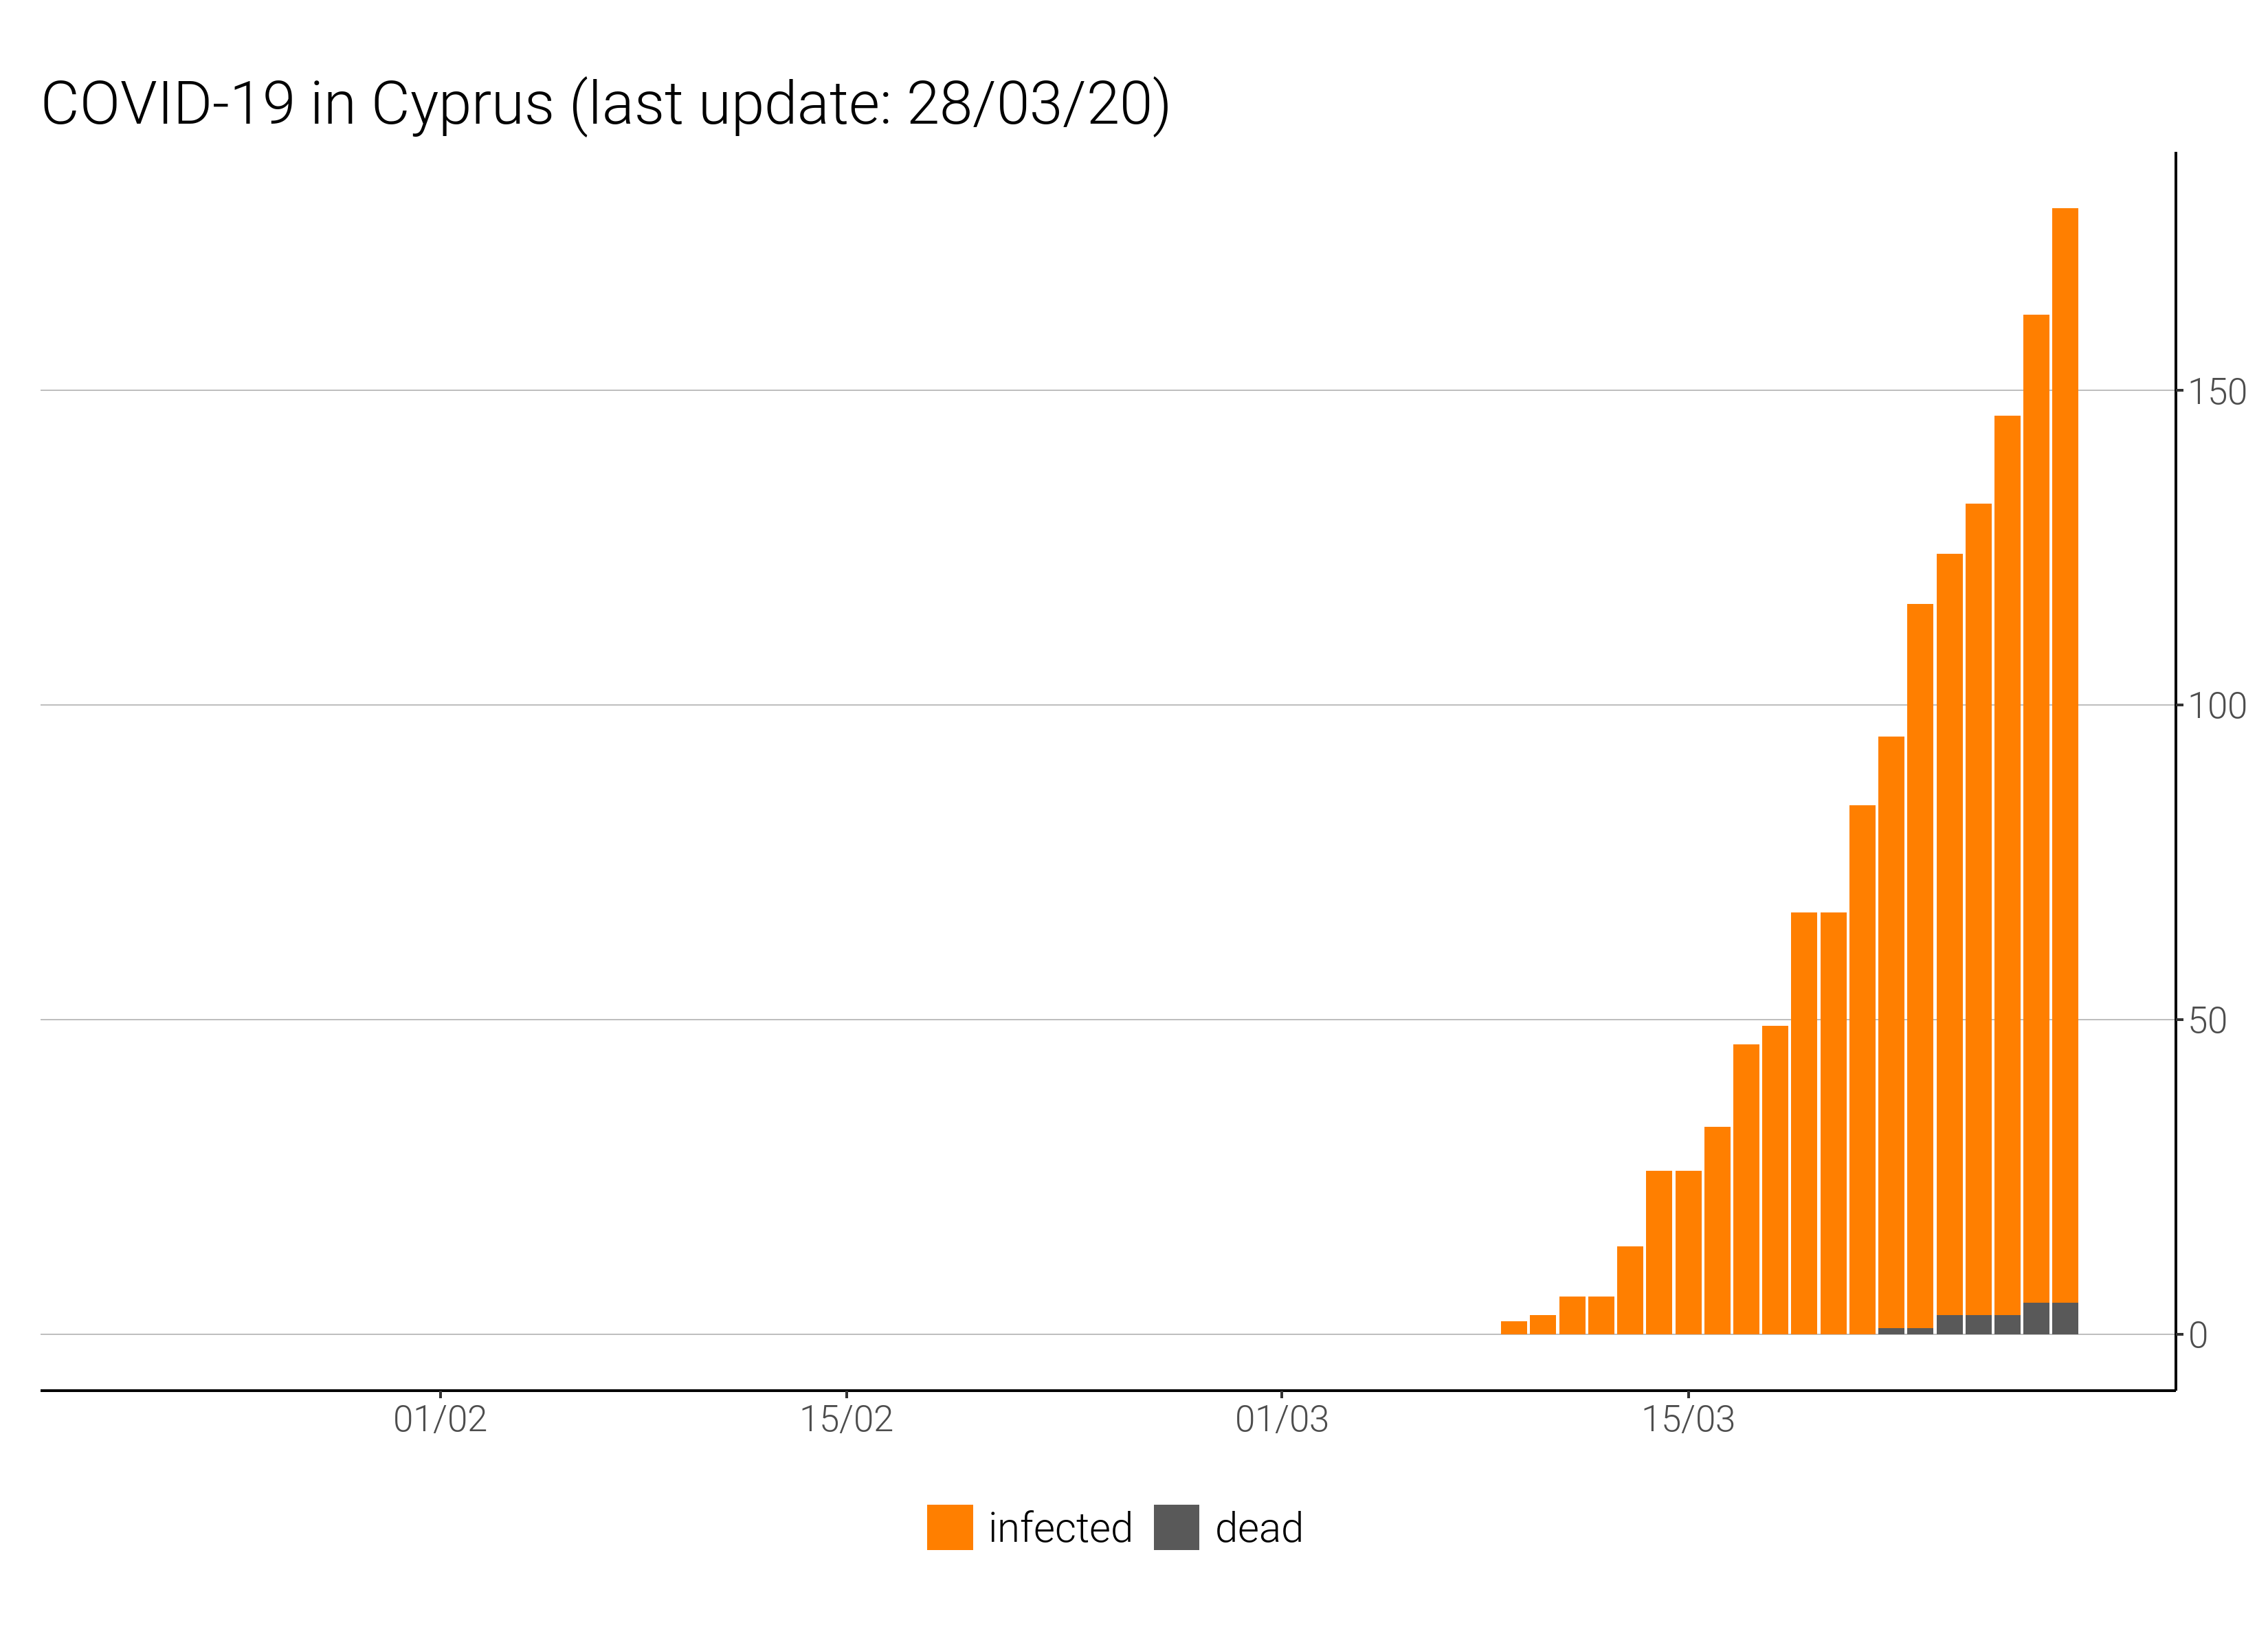 COVID-19 in Cyprus (last update: 28/03/20)
150
100
50
0
01/02 15/02 01/03 15/03
infected dead